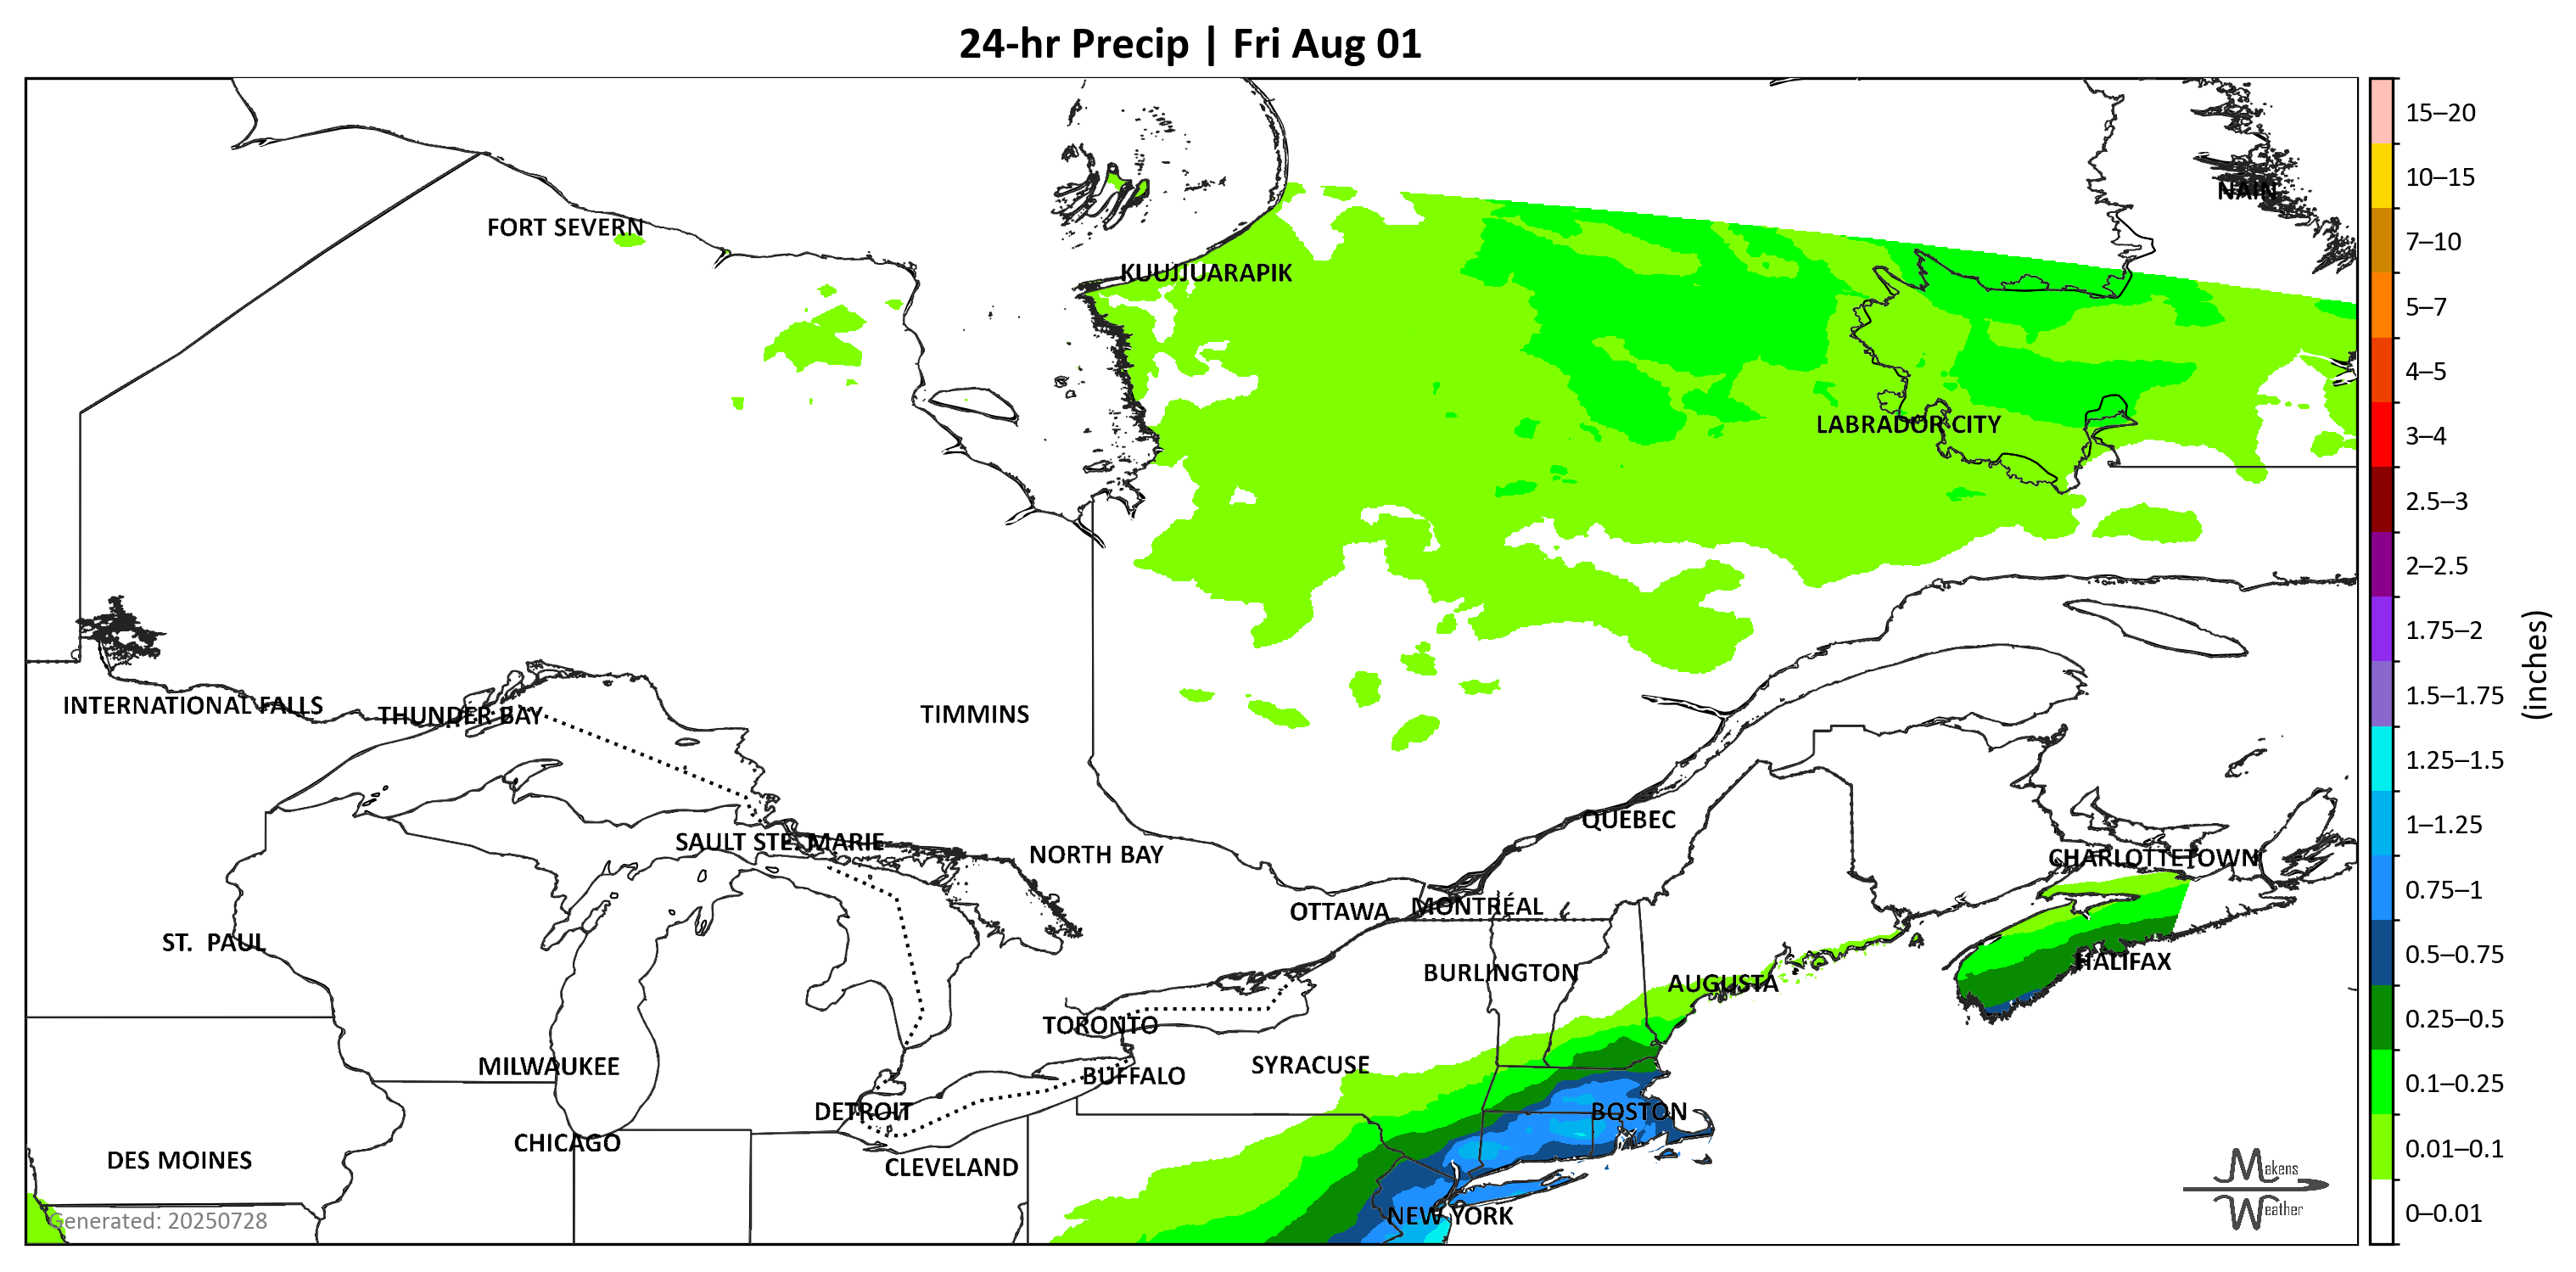 24-hr Precip | Fri Aug 01
15–20
10–15
NAIN
7–10
FORT SEVERN
KUUJJUARAPIK
5–7
4–5
LABRADOR CITY
3–4
2.5–3
2–2.5
1.75–2
(inches)
1.5–1.75
INTERNATIONAL FALLS
THUNDER BAY
TIMMINS
1.25–1.5
QUEBEC
1–1.25
SAULT STE. MARIE
NORTH BAY
CHARLOTTETOWN
0.75–1
OTTAWA
MONTRÉAL
ST. PAUL
0.5–0.75
HALIFAX
BURLINGTON
AUGUSTA
0.25–0.5
TORONTO
MILWAUKEE
SYRACUSE
BUFFALO
0.1–0.25
DETROIT
BOSTON
CHICAGO
0.01–0.1
DES MOINES
CLEVELAND
Makens
Weather
NEW YORK
0–0.01
Generated: 20250728